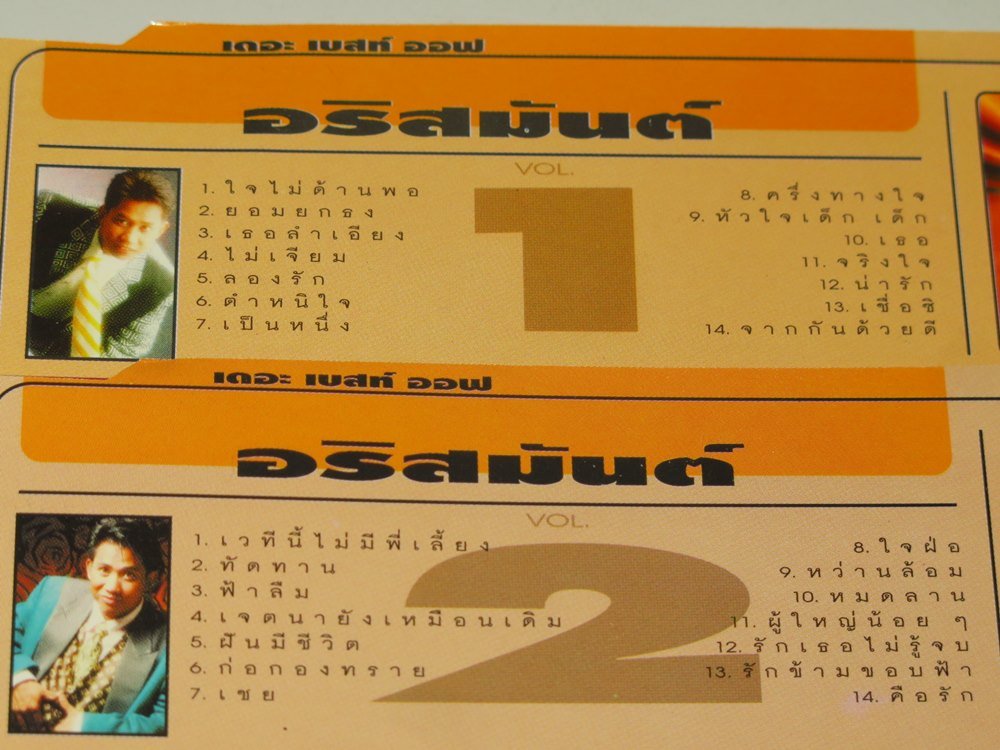 เดอะ เบสท์ ออฟ
อริสมันต์
VOL.
1
1. ใจไม่ด้านพอ
2. ยอมยกธง
3. เธอลำเอียง
4. ไม่เจียม
5. ลองรัก
6. ตำหนิใจ
7. เป็นหนึ่ง
8. ครึ่งทางใจ
9. หัวใจเด็ก เด็ก
10. เธอ
11. จริงใจ
12. น่ารัก
13. เชื่อซิ
14. จากกันด้วยดี
เดอะ เบสท์ ออฟ
อริสมันต์
VOL.
2
1. เวทีนี้ไม่มีพี่เลี้ยง
2. ทัดทาน
3. ฟ้าลืม
4. เจตนายังเหมือนเดิม
5. ฝันมีชีวิต
6. ก่อกองทราย
7. เชย
8. ใจฝ่อ
9. หว่านล้อม
10. หมดลาน
11. ผู้ใหญ่น้อย ๆ
12. รักเธอไม่รู้จบ
13. รักข้ามขอบฟ้า
14. คือรัก